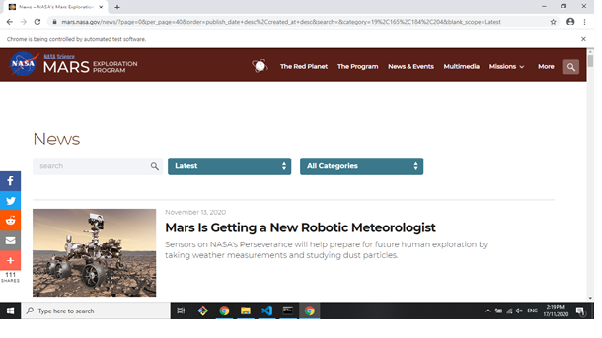 News – NASA's Mars Exploration
mars.nasa.gov/news/?page=0&per_page=40&order=publish_date+desc%2Ccreated_at+desc&search=&category=19%2C165%2C184%2C204&blank_scope=Latest
Chrome is being controlled by automated test software.
NASA
NASA Science
MARS EXPLORATION
PROGRAM
The Red Planet The Program News & Events Multimedia Missions More
News
search Latest All Categories
November 13, 2020
Mars Is Getting a New Robotic Meteorologist
Sensors on NASA's Perseverance will help prepare for future human exploration by
taking weather measurements and studying dust particles.
111
SHARES
Type here to search
ENG
2:19 PM
17/11/2020